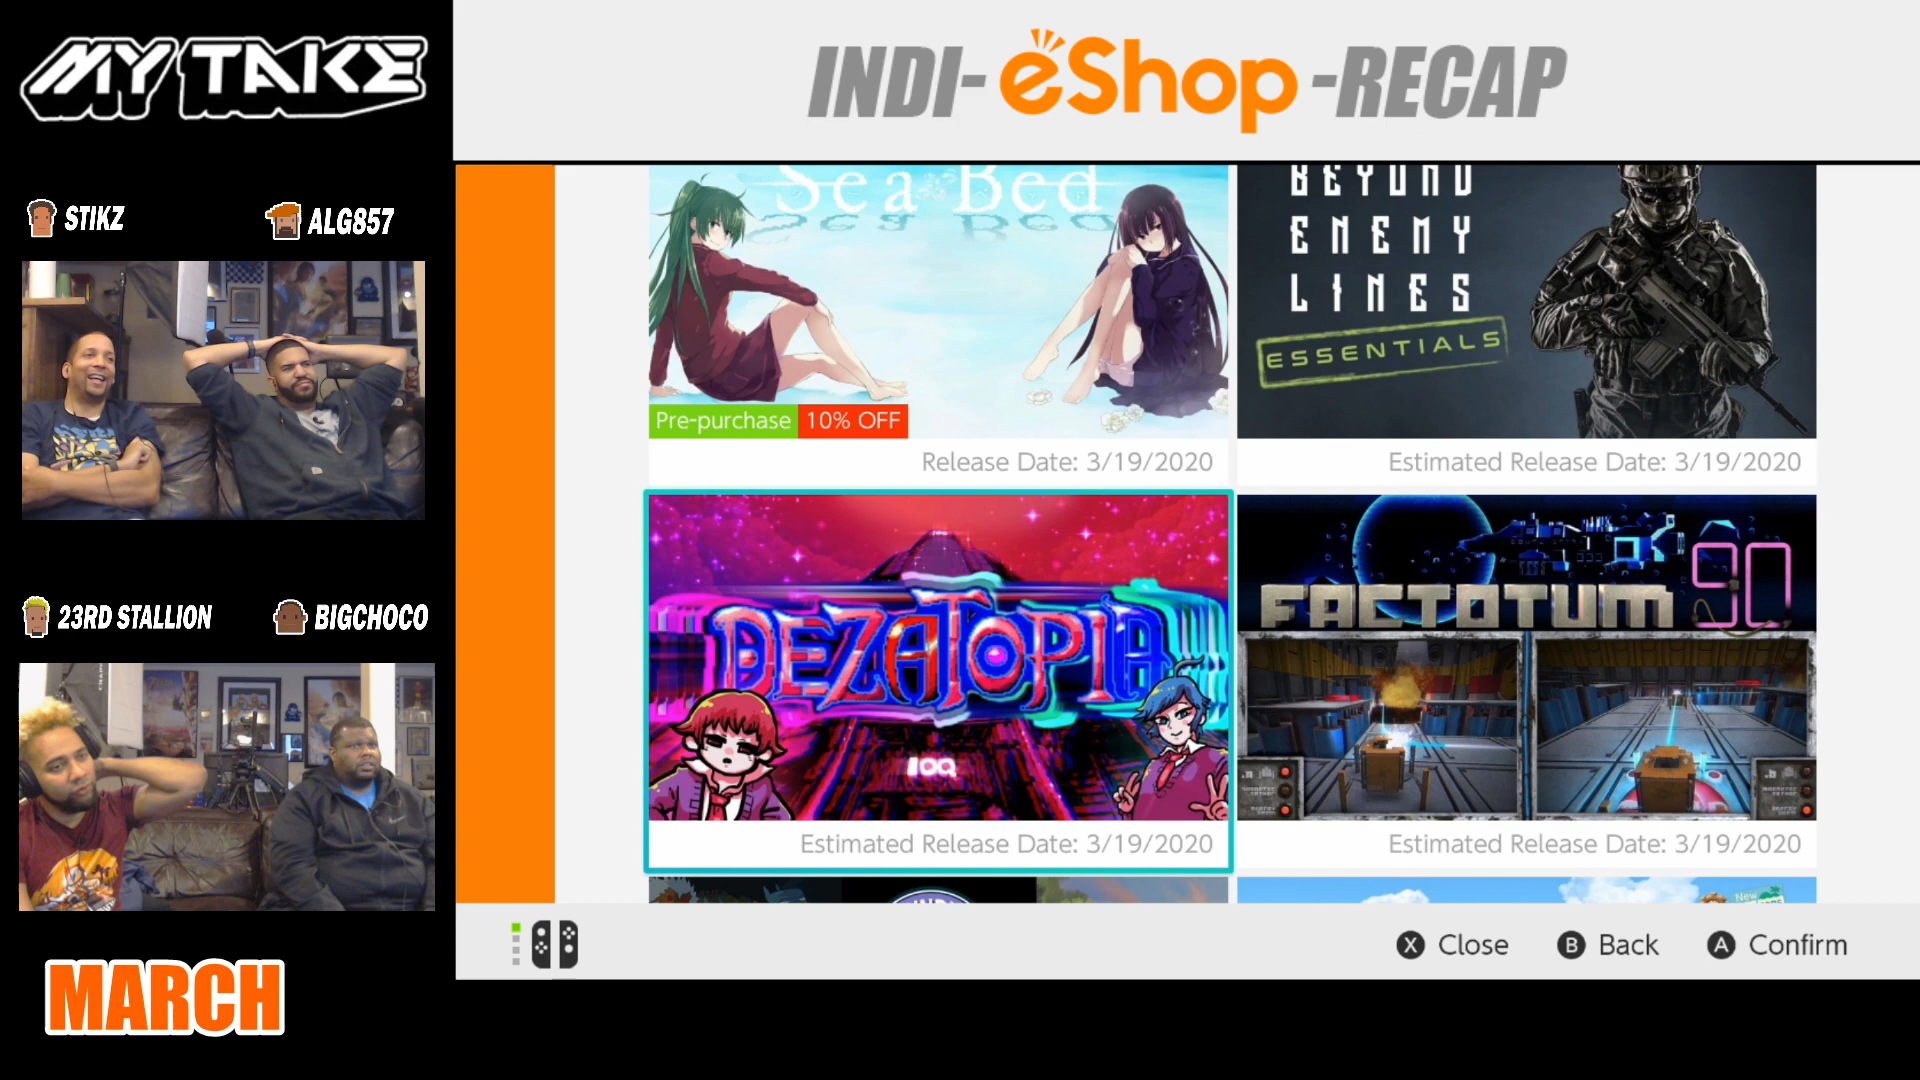 MY TAKE
INDI-eShop-RECAP
STIKZ
ALG857
23RD STALLION
BIGCHOCO
MARCH
Sea Bed
Pre-purchase 10% OFF
Release Date: 3/19/2020
BEYOND
ENEMY
LINES
ESSENTIALS
Estimated Release Date: 3/19/2020
DEZATOPIA
100
Estimated Release Date: 3/19/2020
FACTOTUM 90
Estimated Release Date: 3/19/2020
New
X Close
B Back
A Confirm